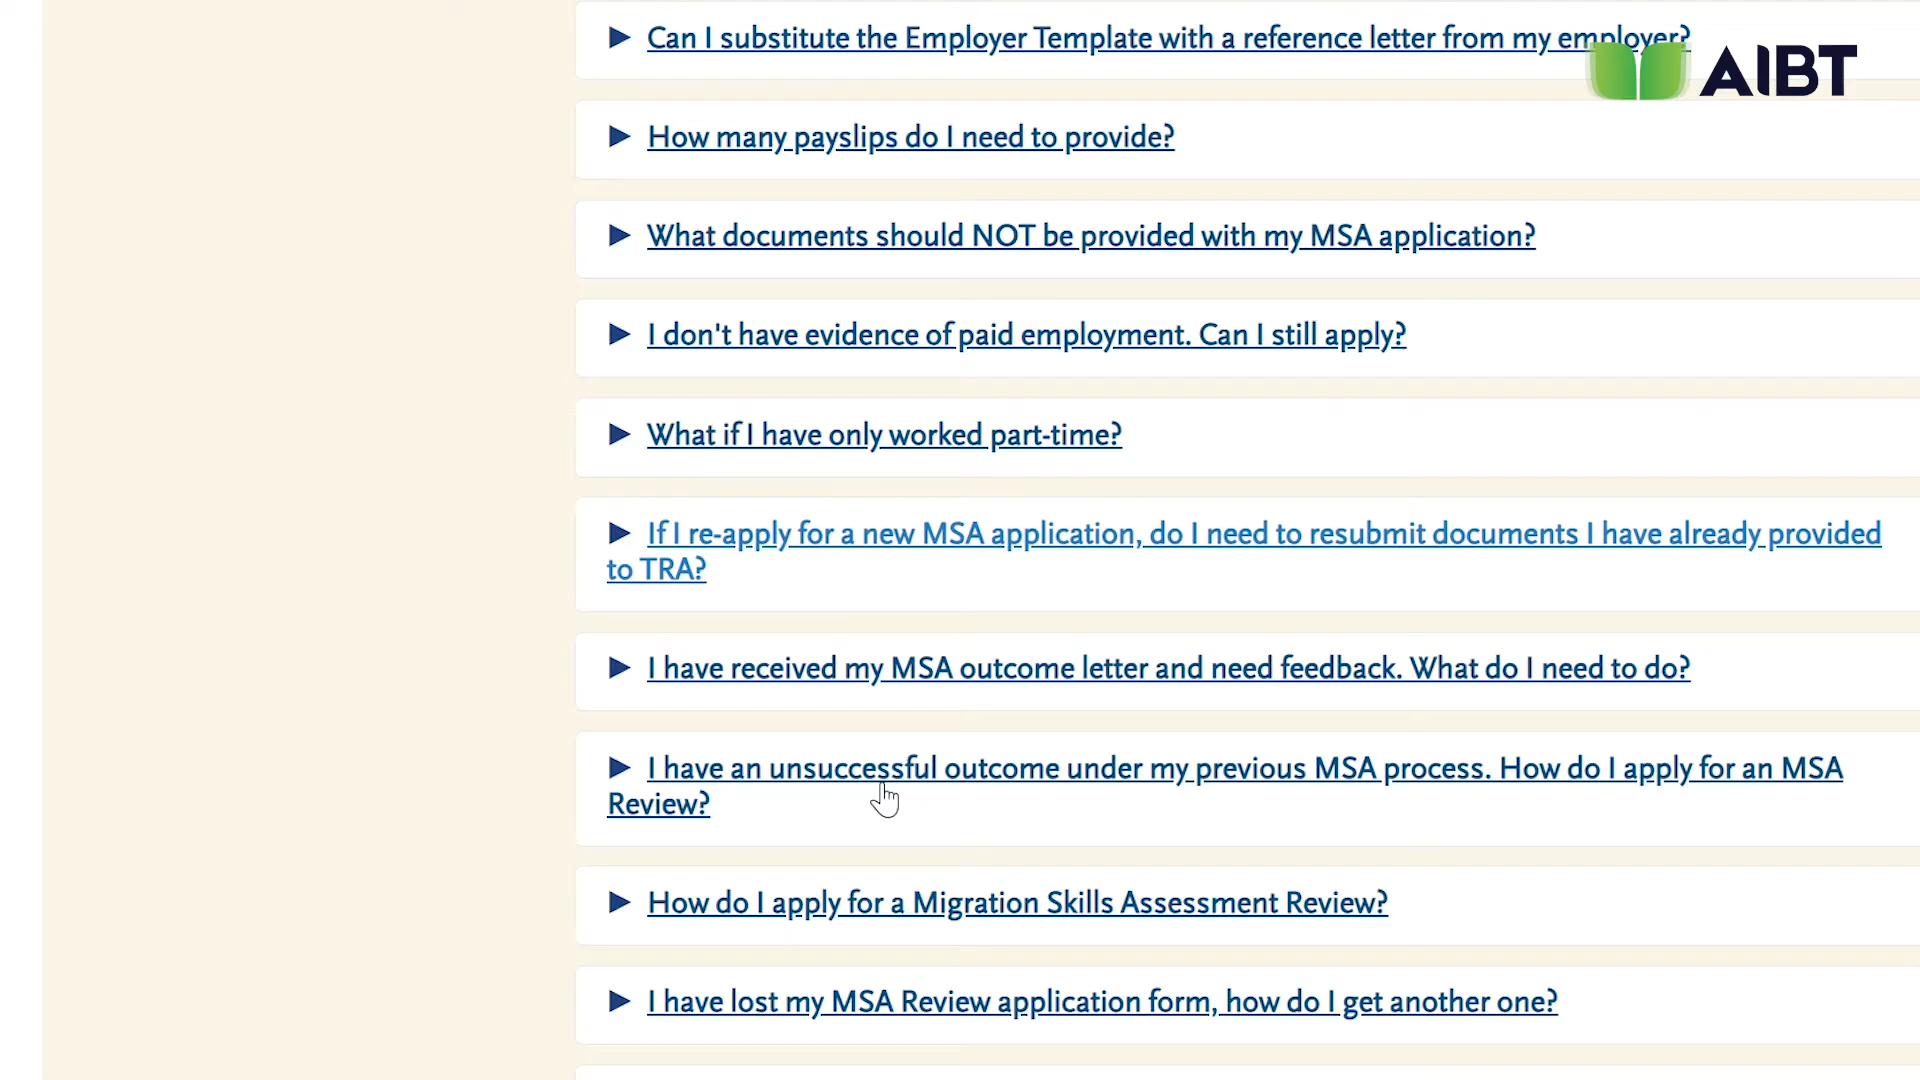 Can I substitute the Employer Template with a reference letter from my employer?
AIBT
How many payslips do I need to provide?
What documents should NOT be provided with my MSA application?
I don't have evidence of paid employment. Can I still apply?
What if I have only worked part-time?
If I re-apply for a new MSA application, do I need to resubmit documents I have already provided
to TRA?
I have received my MSA outcome letter and need feedback. What do I need to do?
I have an unsuccessful outcome under my previous MSA process. How do I apply for an MSA
Review?
How do I apply for a Migration Skills Assessment Review?
I have lost my MSA Review application form, how do I get another one?